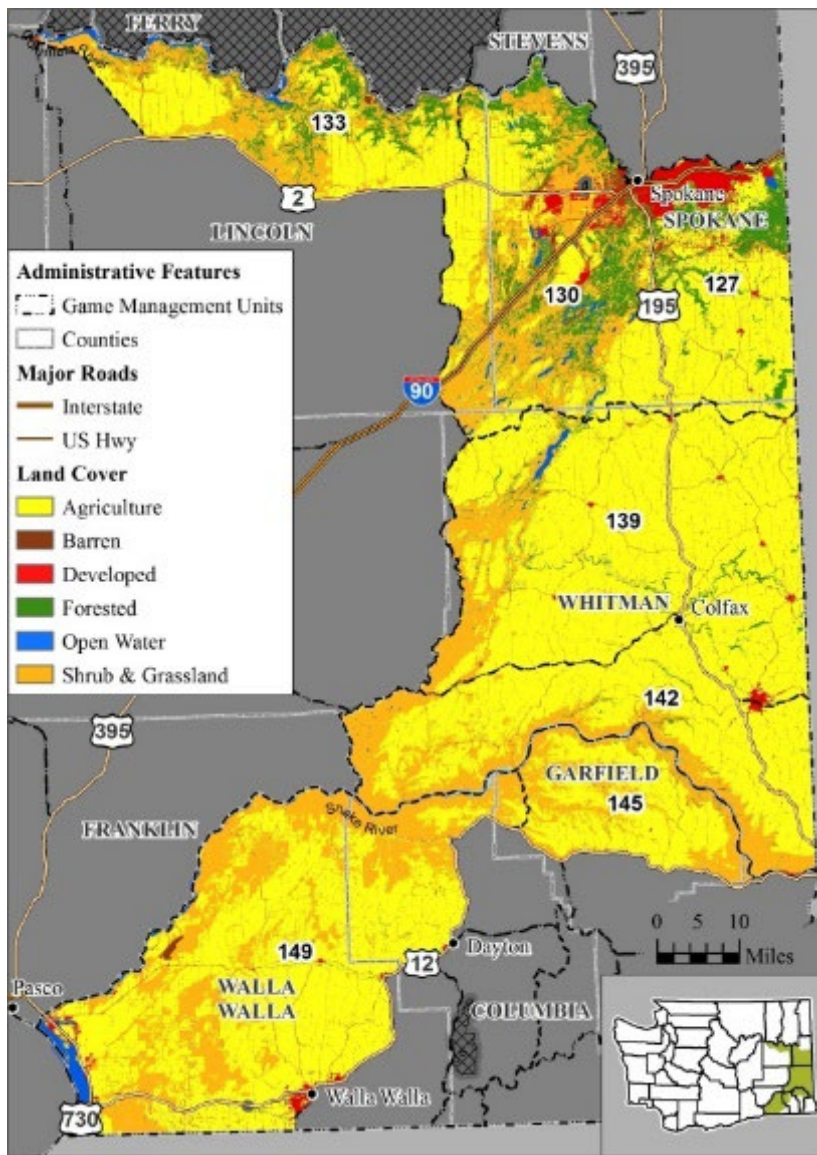 FERRY
STEVENS
395
133
2
Spokane
SPOKANE
LINCOLN
127
130
195
90
Administrative Features
Game Management Units
Counties
Major Roads
Interstate
US Hwy
Land Cover
Agriculture
Barren
Developed
Forested
Open Water
Shrub & Grassland
139
WHITMAN
Colfax
142
395
GARFIELD
145
FRANKLIN
Snake River
0 5 10
Miles
149
12
Dayton
WALLA
WALLA
COLUMBIA
Pasco
Walla Walla
730